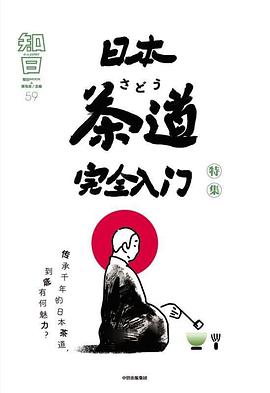 知
日
59
日本
さどう
茶道
完全入门
特
集
传承千年的日本茶道，
到底有何魅力？
中信出版集团